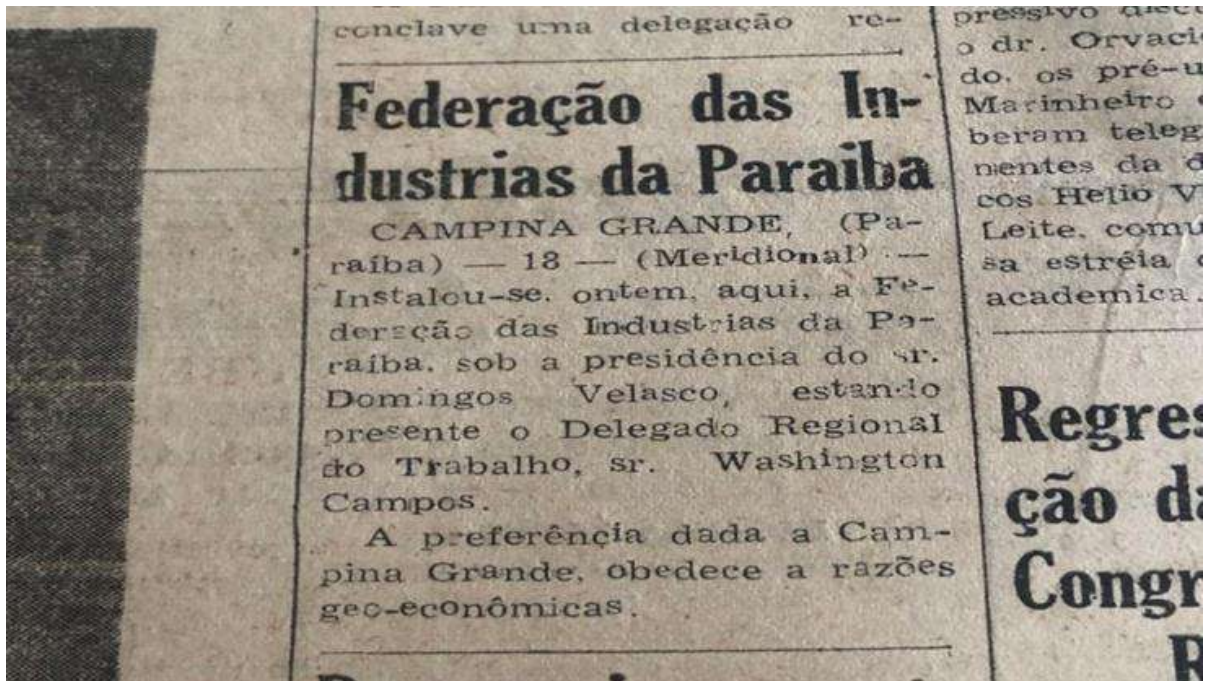 conclave uma delegação re-
Federação das In-
dustrias da Paraiba
CAMPINA GRANDE, (Pa-
raíba) — 18 — (Meridional) —
Instalou-se, ontem, aqui, a Fe-
deração das Industrias da Pa-
raíba, sob a presidência do sr.
Domingos Velasco, estando
presente o Delegado Regional
do Trabalho, sr. Washington
Campos.
A preferência dada a Cam-
pina Grande, obedece a razões
geo-econômicas.
pressivo
o dr. Orvaci
do, os pré-u
Marinheiro
beram teleg
nentes da d
cos Helio V
Leite, comu
sa estréia
academica.
Regres
ção da
Congr
R